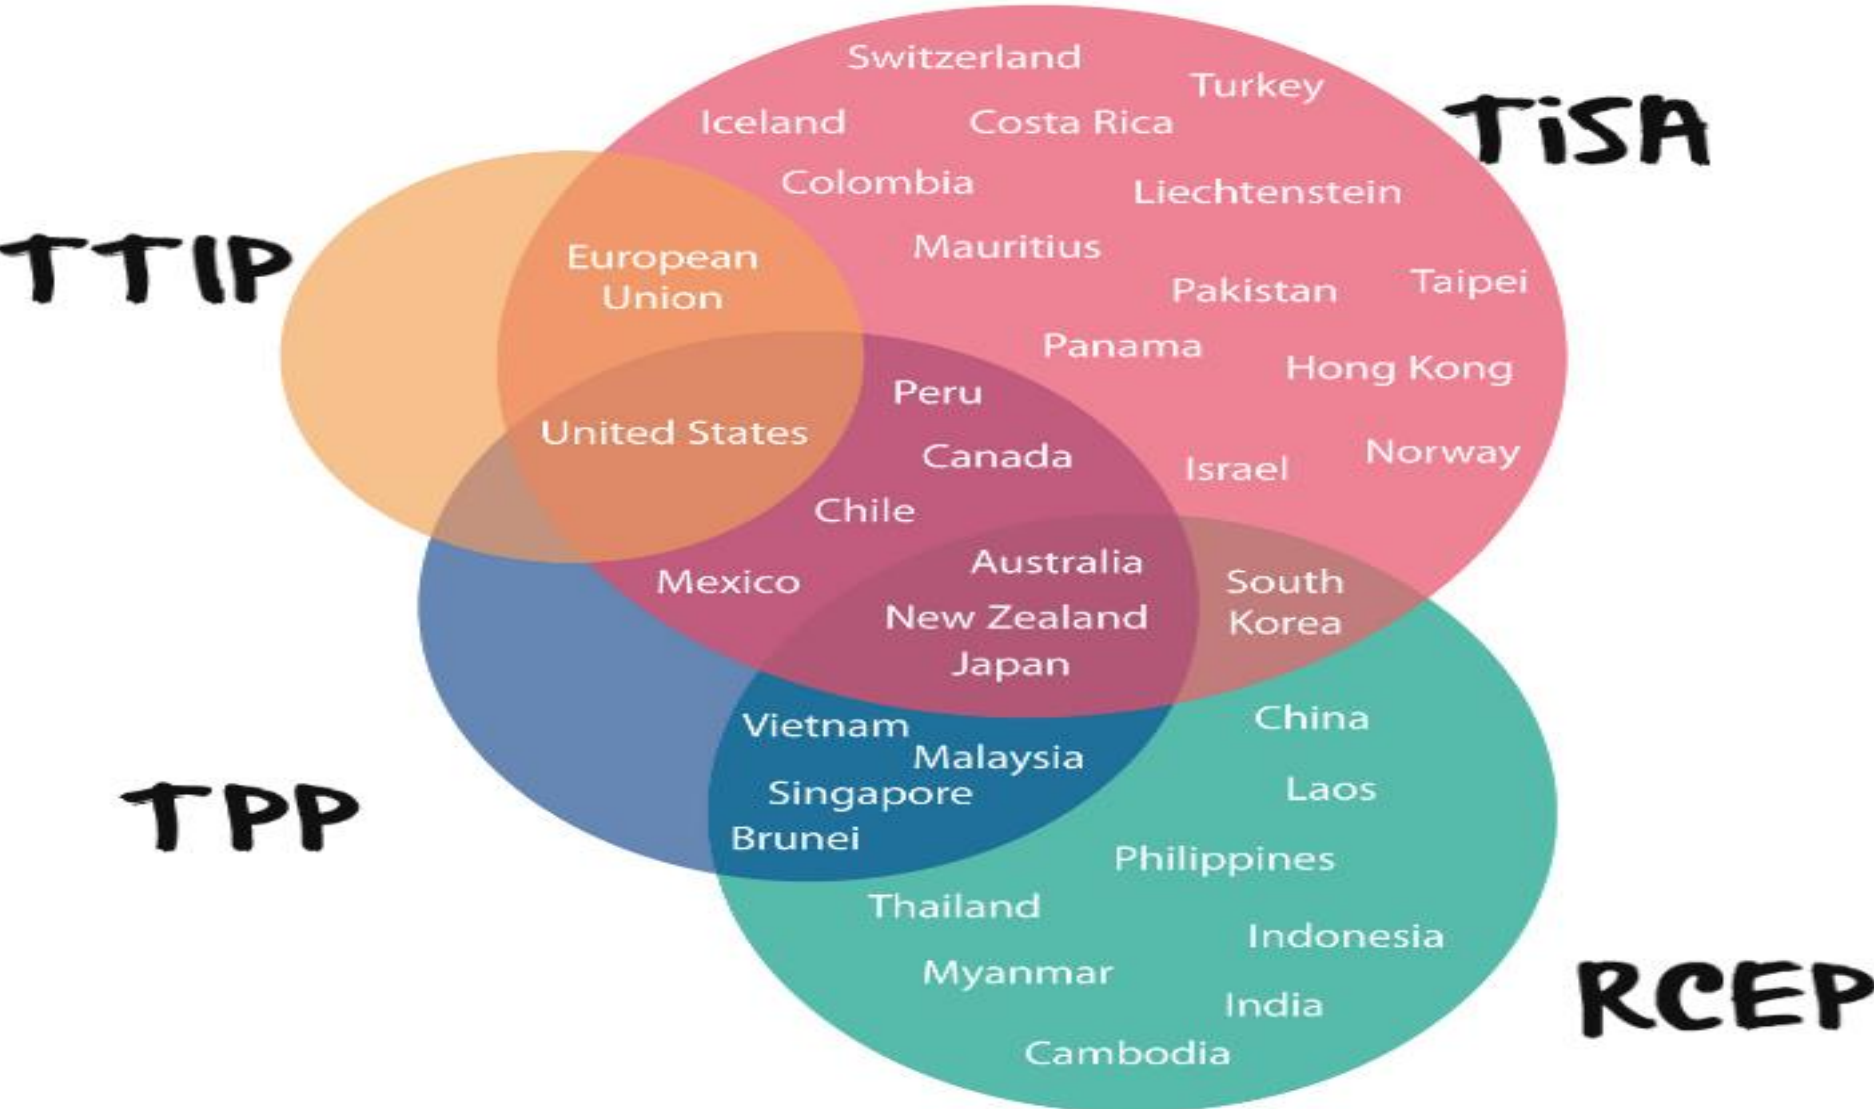 Switzerland
Turkey
TiSA
Iceland
Costa Rica
Colombia
Liechtenstein
TTIP
European
Union
Mauritius
Pakistan
Taipei
Panama
Hong Kong
Peru
United States
Canada
Israel
Norway
Chile
Australia
Mexico
South
Korea
New Zealand
Japan
Vietnam
China
Malaysia
Singapore
Laos
TPP
Brunei
Philippines
Thailand
Indonesia
Myanmar
India
RCEP
Cambodia